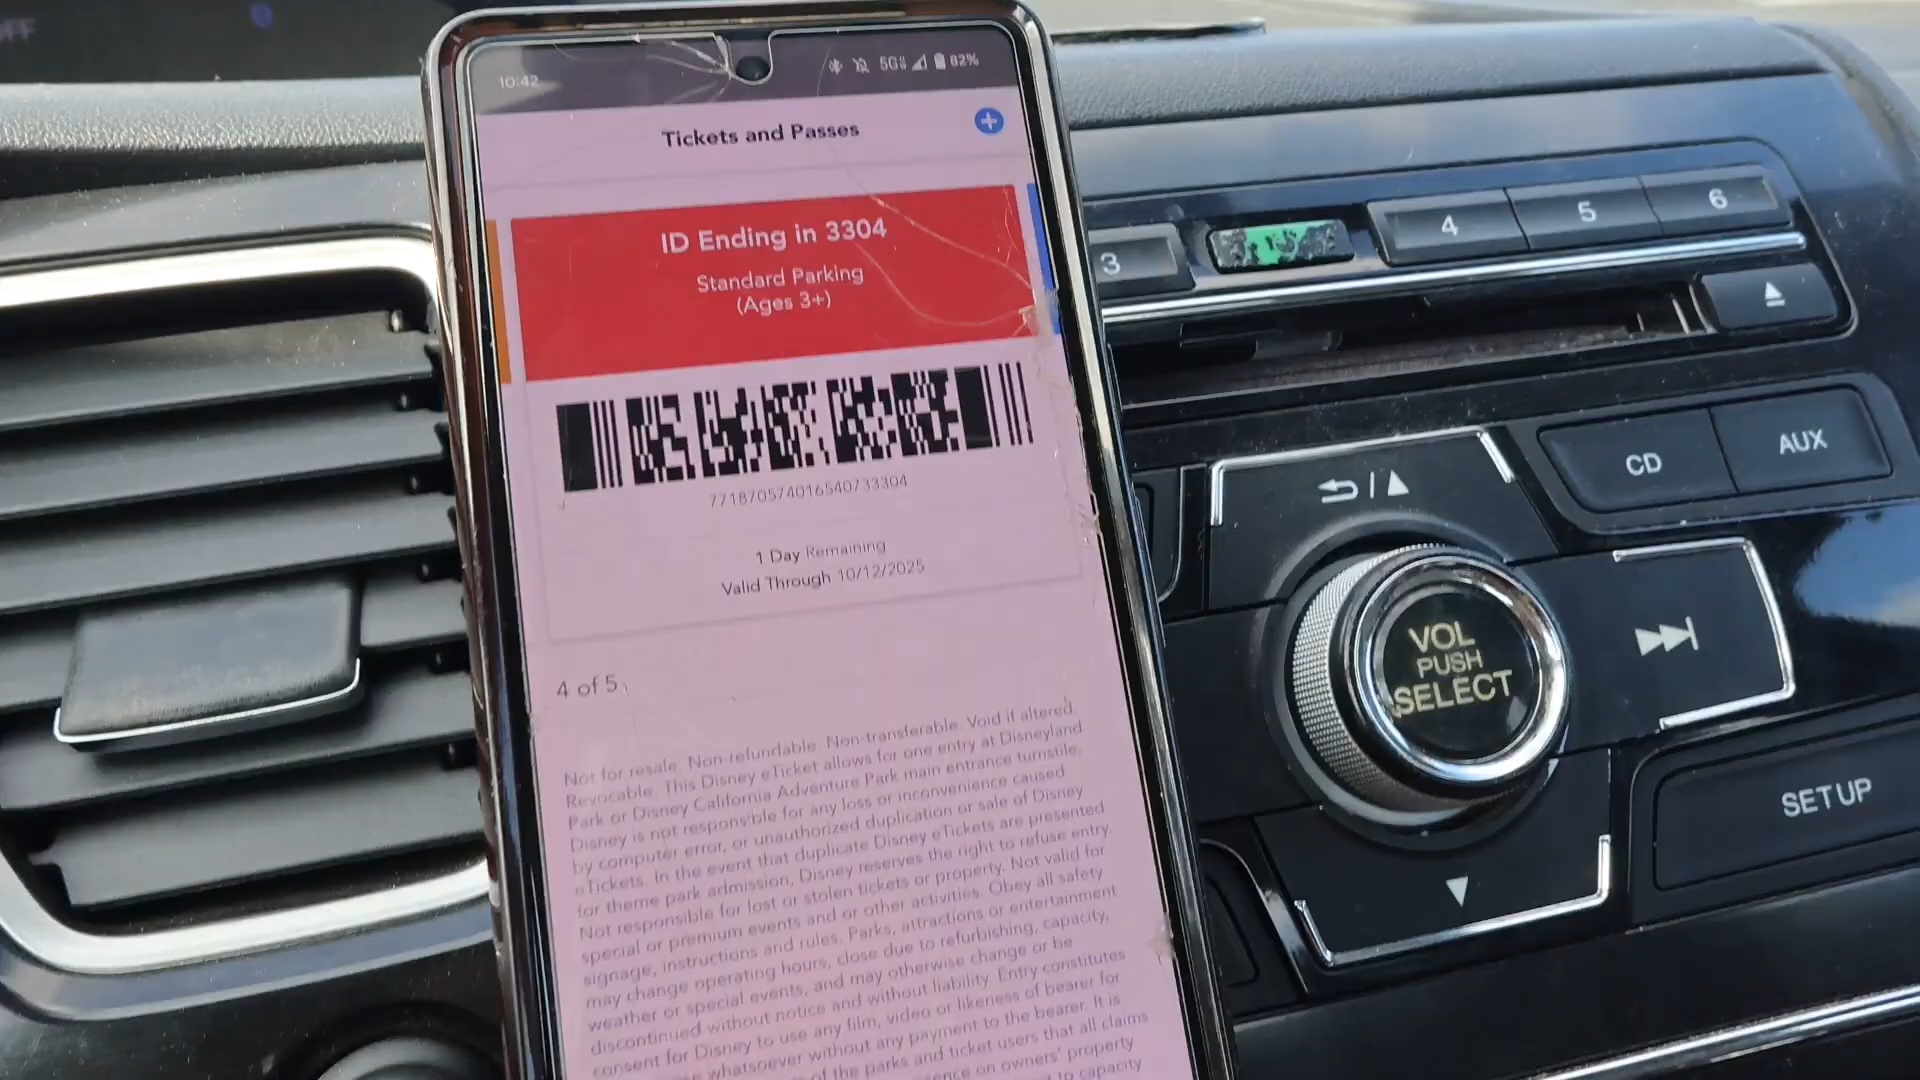 10:42
5G 82%
Tickets and Passes
ID Ending in 3304
Standard Parking
(Ages 3+)
771870574016540733304
1 Day Remaining
Valid Through 10/12/2025
4 of 5
Not for resale. Non-refundable. Non-transferable. Void if altered.
Revocable. This Disney eTicket allows for one entry at Disneyland
Park or Disney California Adventure Park main entrance turnstile.
Disney is not responsible for any loss or inconvenience caused
by computer error, or unauthorized duplication or sale of Disney
eTickets. In the event that duplicate Disney eTickets are presented
for theme park admission, Disney reserves the right to refuse entry.
Not responsible for lost or stolen tickets or property. Not valid for
special or premium events and or other activities. Obey all safety
signage, instructions and rules. Parks, attractions or entertainment
may change operating hours, close due to refurbishing, capacity,
weather or special events, and may otherwise change or be
discontinued without notice and without liability. Entry constitutes
consent for Disney to use any film, video or likeness of bearer for
whatsoever without any payment to the bearer. It is
of the parks and ticket users that all claims
on owners' property
to capacity
3
4
5
6
CD
AUX
VOL
PUSH
SELECT
SETUP